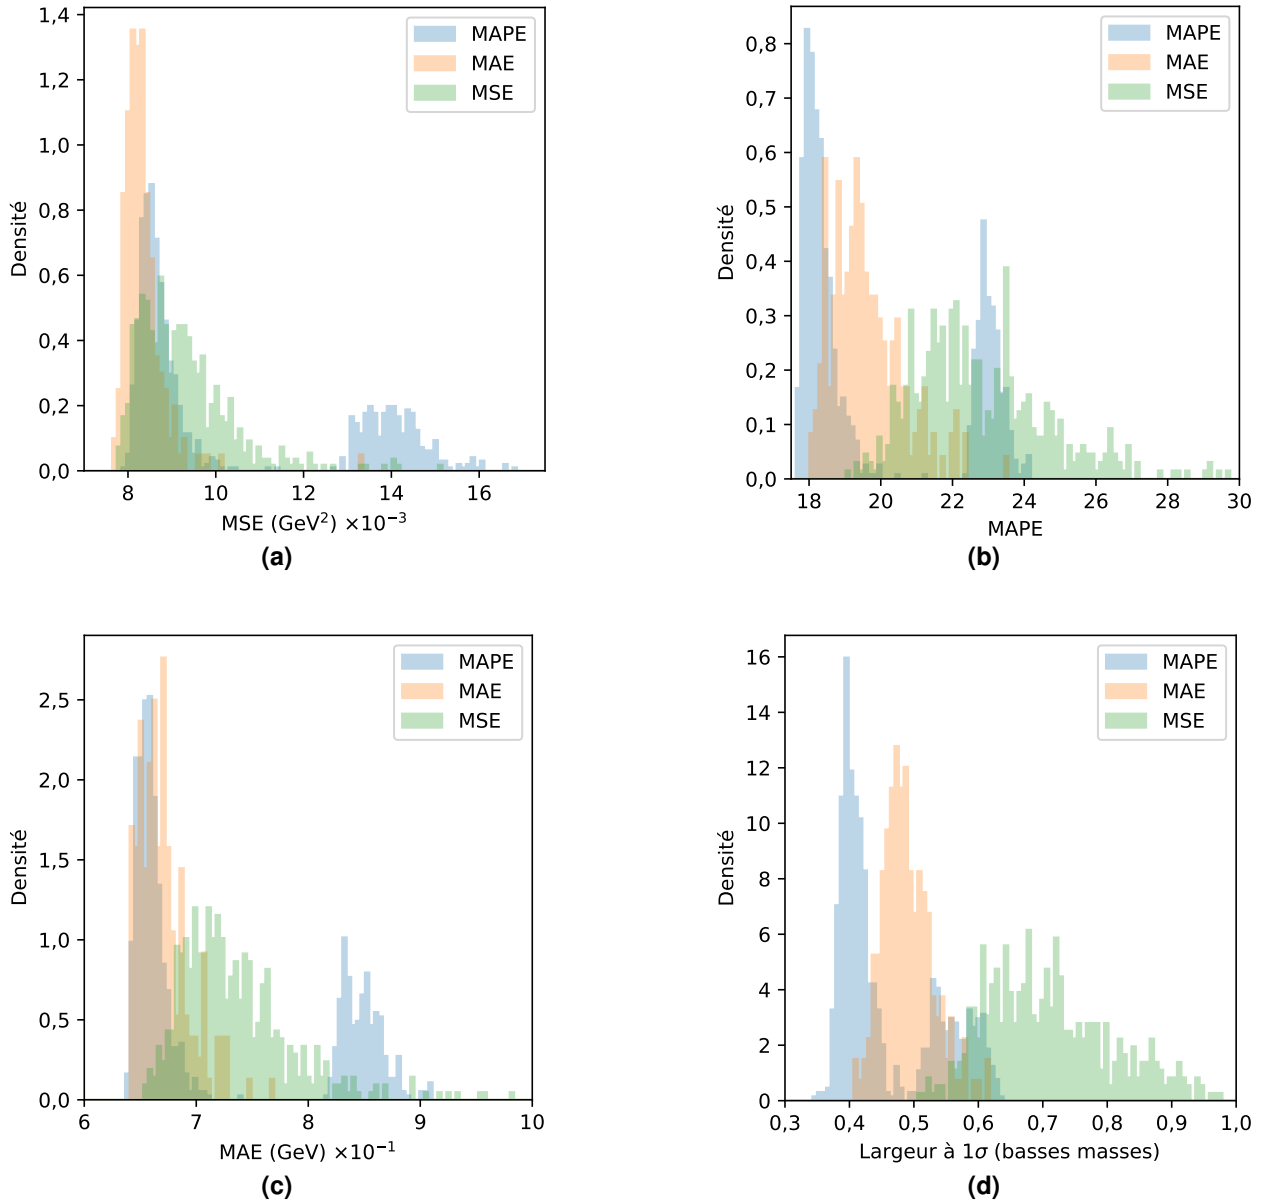 1,4
1,2
1,0
0,8
0,6
0,4
0,2
0,0
Densité
MAPE
MAE
MSE
8 10 12 14 16
MSE (GeV²) ×10⁻³
(a)
0,8
0,7
0,6
0,5
0,4
0,3
0,2
0,1
0,0
Densité
MAPE
MAE
MSE
18 20 22 24 26 28 30
MAPE
(b)
2,5
2,0
1,5
1,0
0,5
0,0
Densité
MAPE
MAE
MSE
6 7 8 9 10
MAE (GeV) ×10⁻¹
(c)
16
14
12
10
8
6
4
2
0
Densité
MAPE
MAE
MSE
0,3 0,4 0,5 0,6 0,7 0,8 0,9 1,0
Largeur à 1σ (basses masses)
(d)